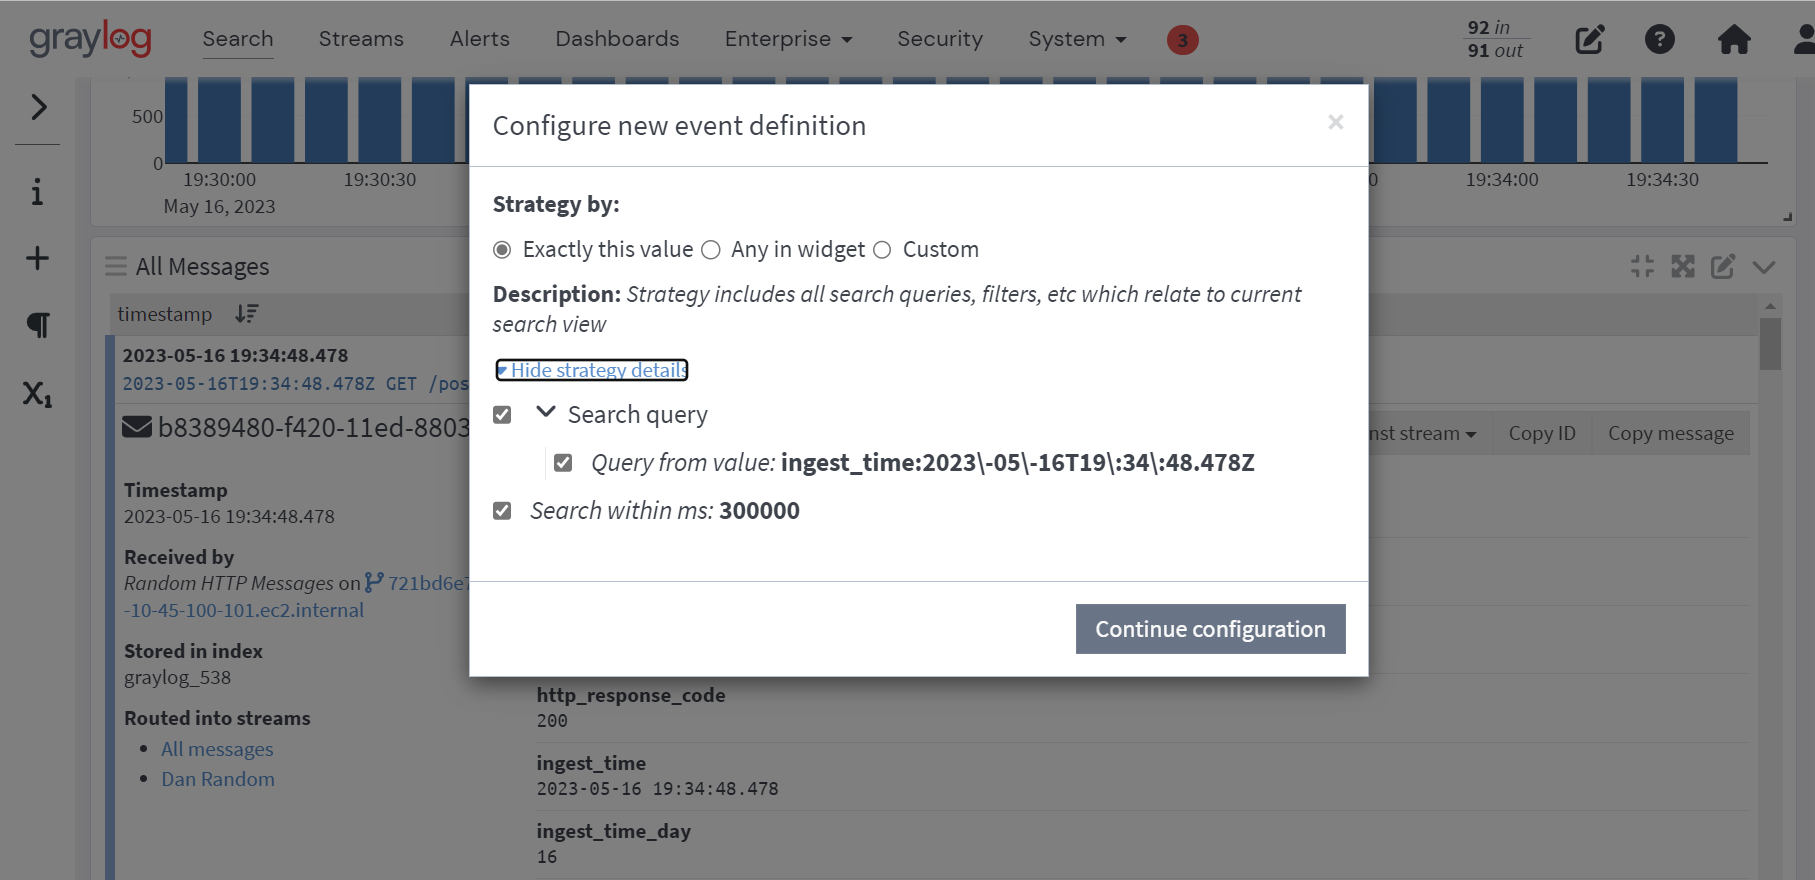 graylog Search Streams Alerts Dashboards Enterprise Security System 3 92 in
91 out
500
0
19:30:00 19:30:30 19:34:00 19:34:30
May 16, 2023
Configure new event definition
Strategy by:
Exactly this value Any in widget Custom
Description: Strategy includes all search queries, filters, etc which relate to current
search view
Hide strategy details
Search query
Query from value: ingest_time:2023\-05\-16T19\:34\:48.478Z
Search within ms: 300000
Continue configuration
All Messages
timestamp
2023-05-16 19:34:48.478
2023-05-16T19:34:48.478Z GET /pos
b8389480-f420-11ed-8803
nst stream Copy ID Copy message
Timestamp
2023-05-16 19:34:48.478
Received by
Random HTTP Messages on 721bd6e7
-10-45-100-101.ec2.internal
Stored in index
graylog_538
Routed into streams
All messages
Dan Random
http_response_code
200
ingest_time
2023-05-16 19:34:48.478
ingest_time_day
16